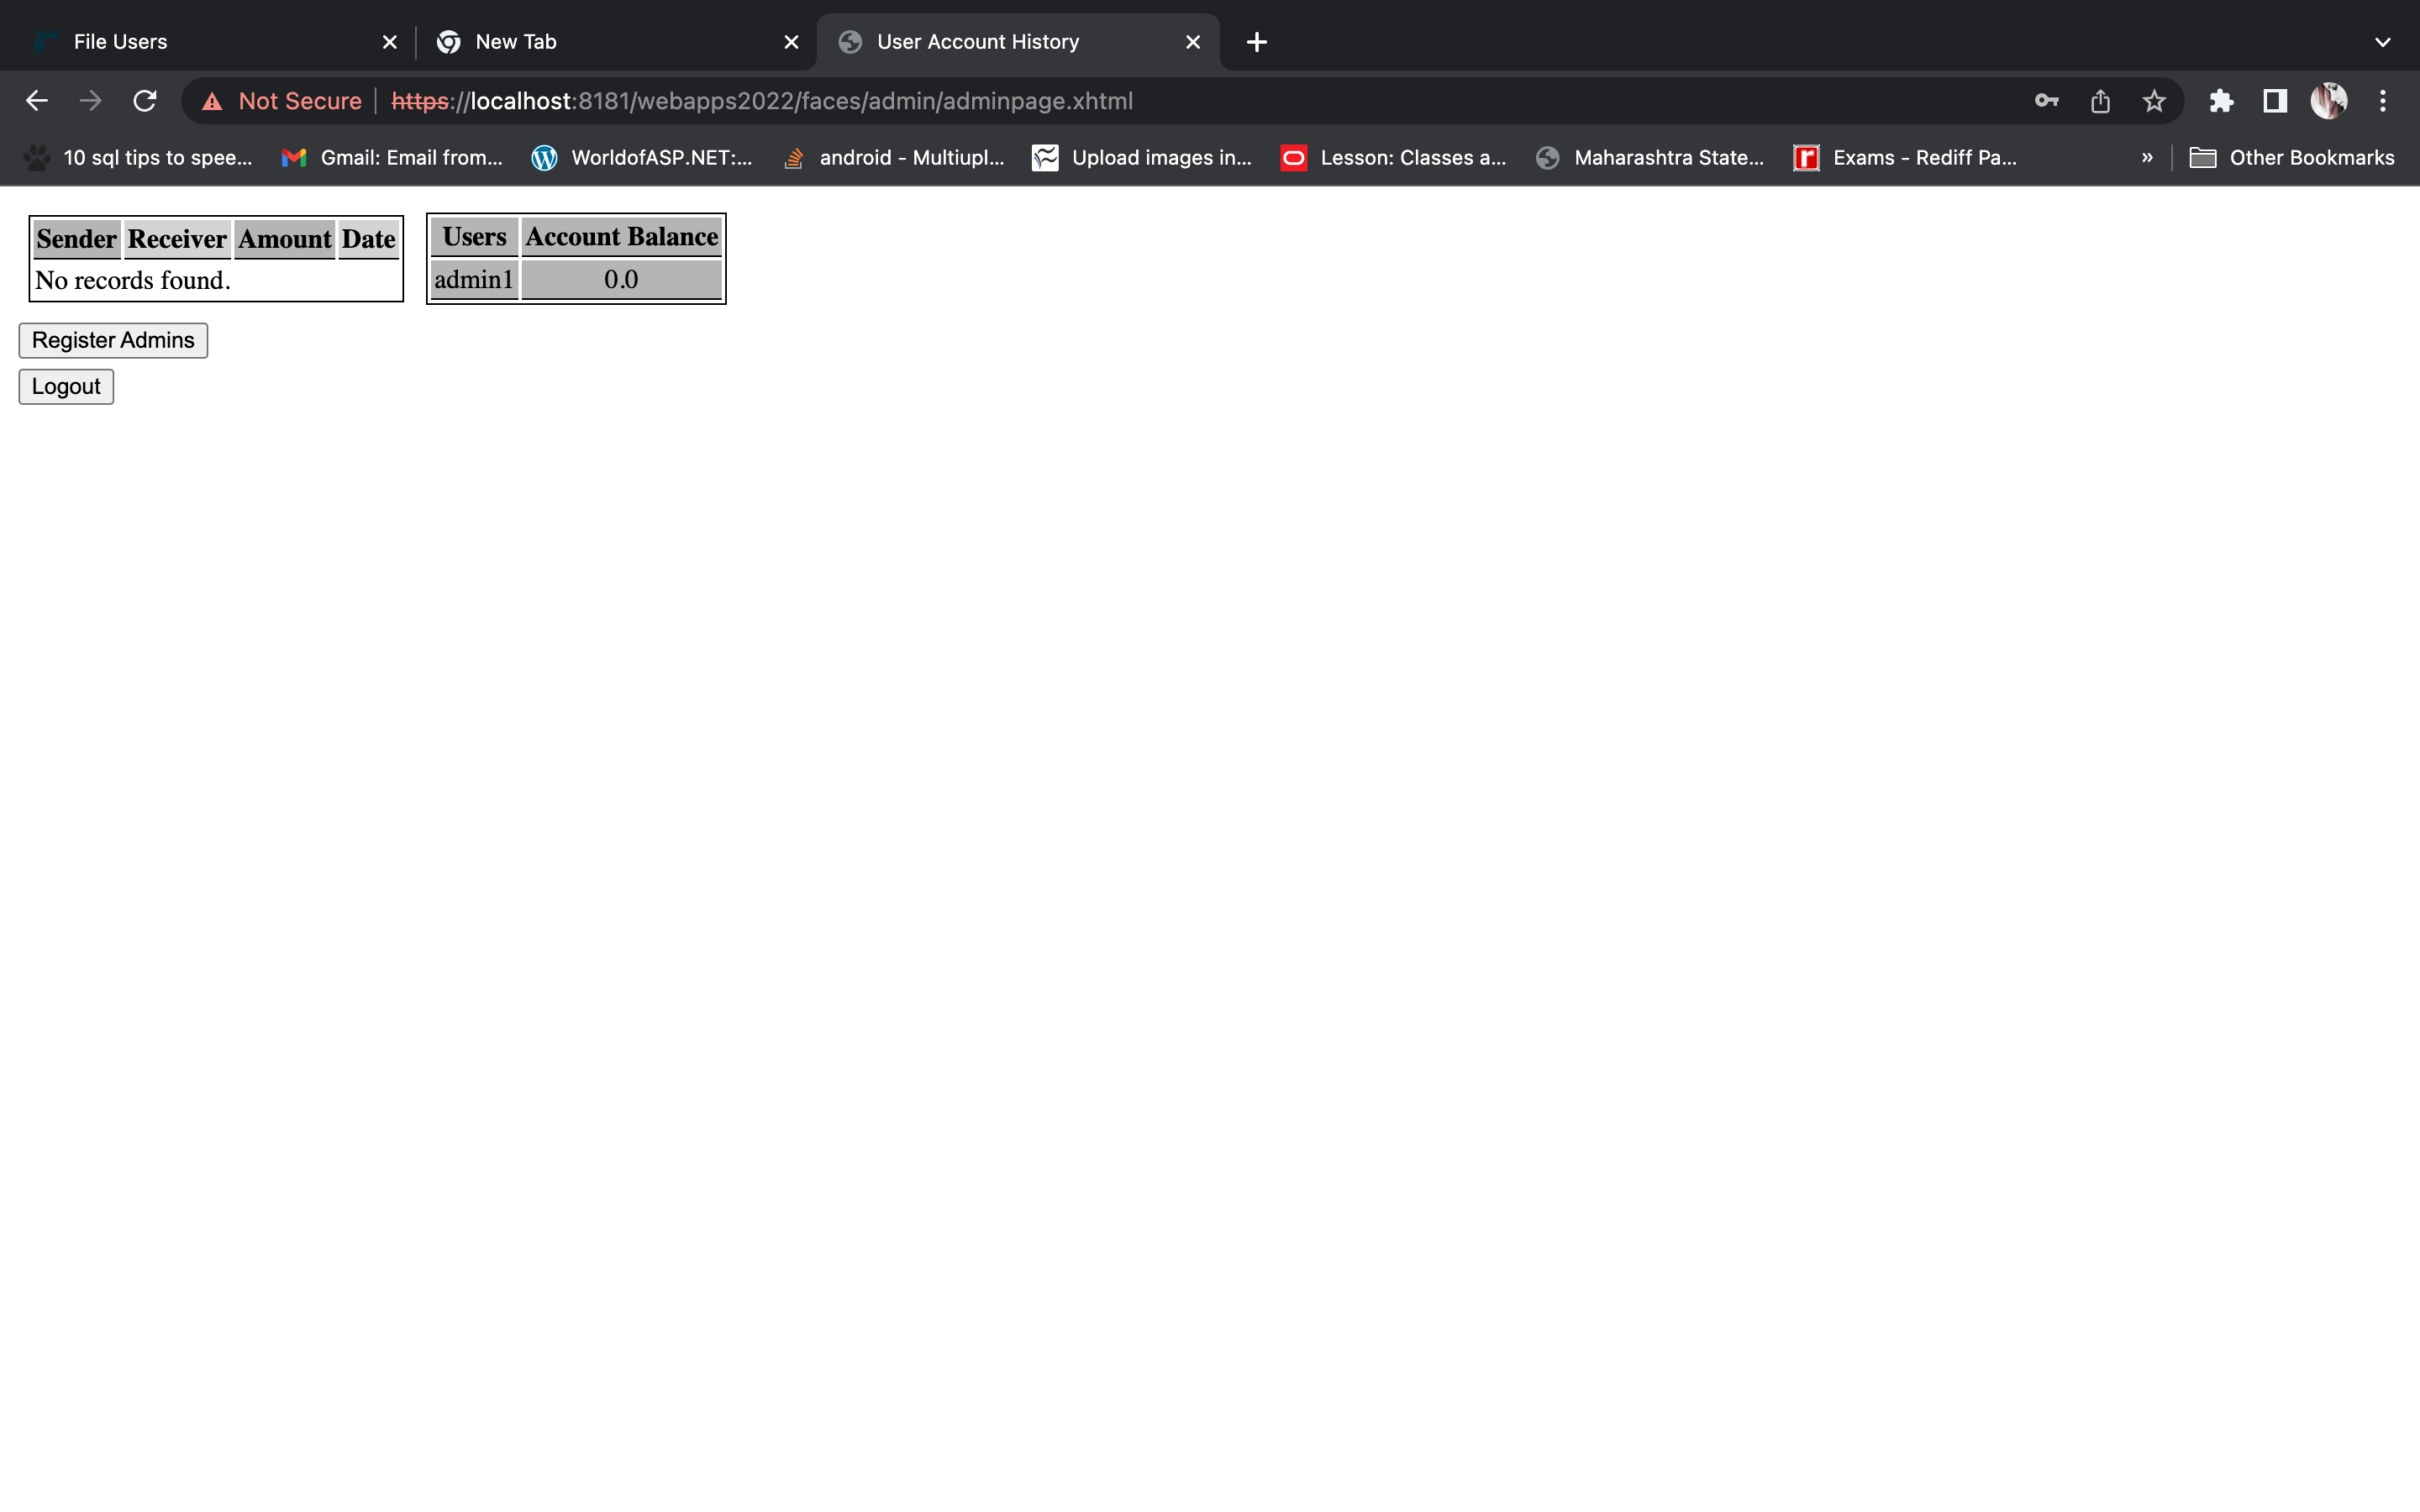 File Users
New Tab
User Account History
Not Secure https://localhost:8181/webapps2022/faces/admin/adminpage.xhtml
10 sql tips to spee... Gmail: Email from... WorldofASP.NET:... android - Multiupl... Upload images in... Lesson: Classes a... Maharashtra State... Exams - Rediff Pa... » Other Bookmarks
Sender Receiver Amount Date
No records found.
Users Account Balance
admin1 0.0
Register Admins
Logout